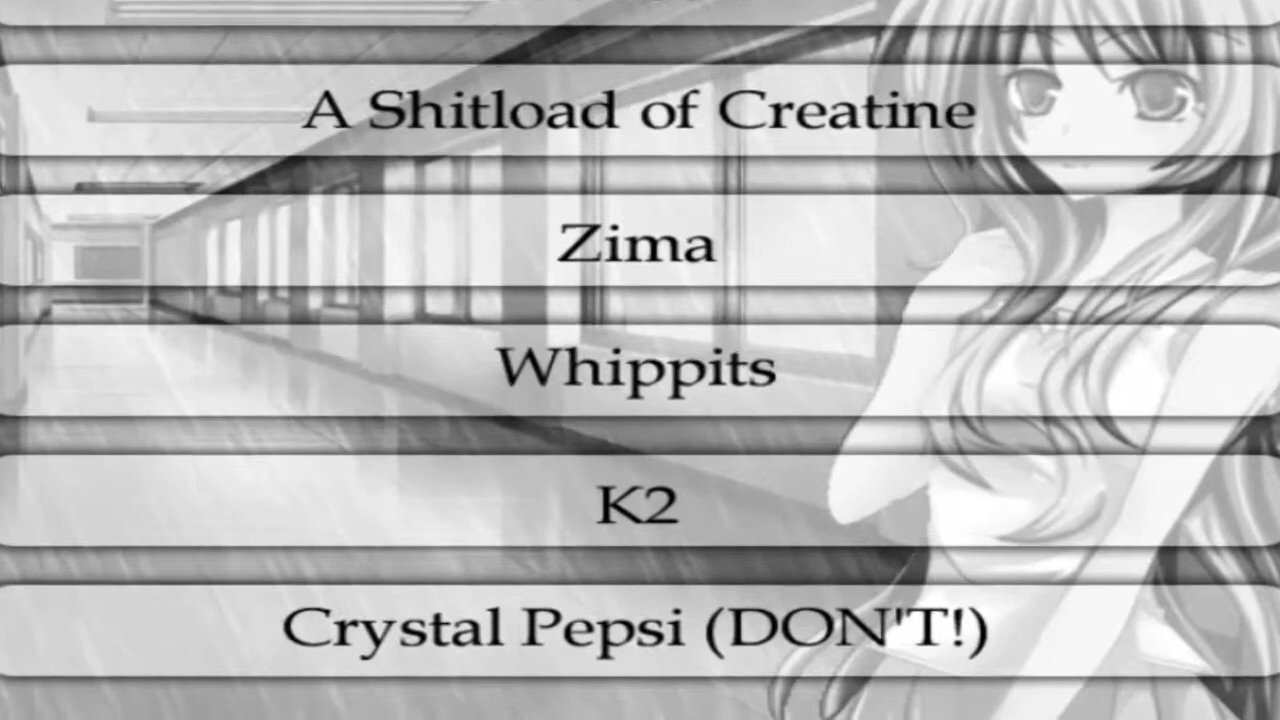 A Shitload of Creatine
Zima
Whippits
K2
Crystal Pepsi (DON'T!)